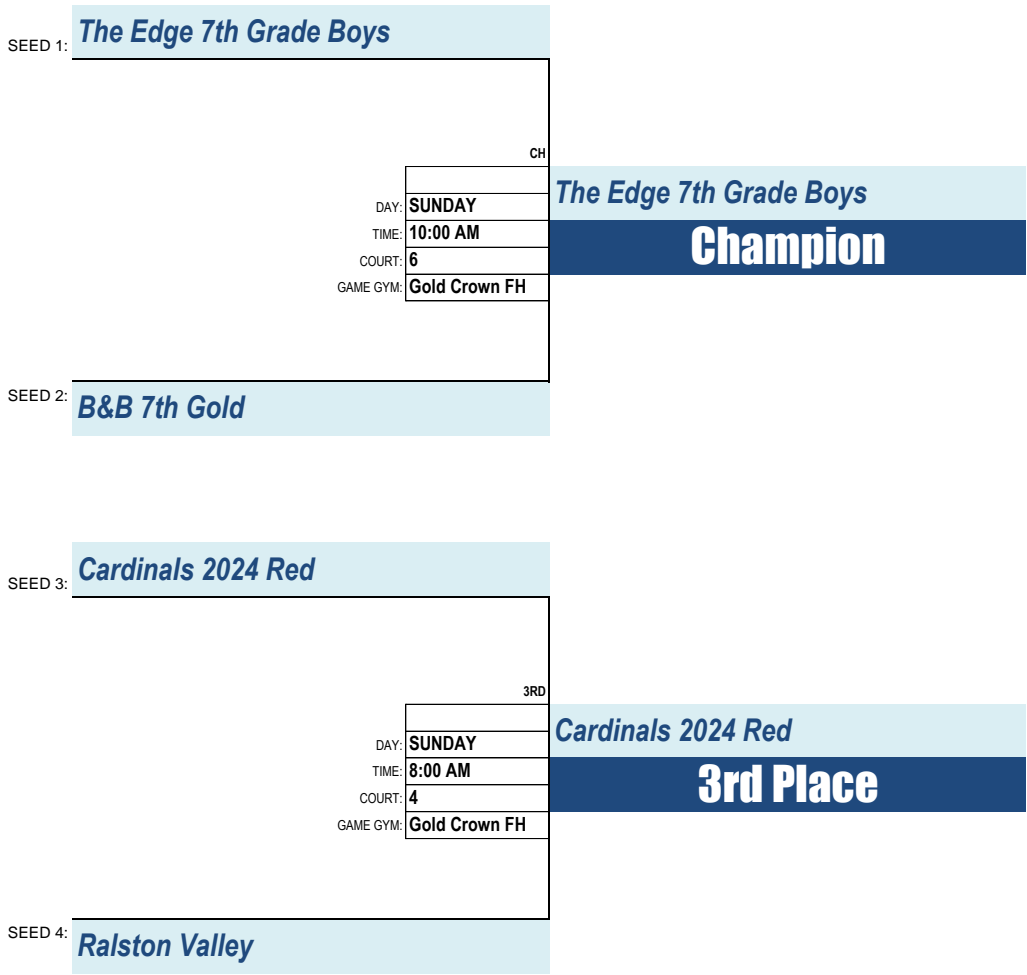 SEED 1: The Edge 7th Grade Boys
CH
DAY: SUNDAY
TIME: 10:00 AM
COURT: 6
GAME GYM: Gold Crown FH
The Edge 7th Grade Boys
Champion
SEED 2: B&B 7th Gold
SEED 3: Cardinals 2024 Red
3RD
DAY: SUNDAY
TIME: 8:00 AM
COURT: 4
GAME GYM: Gold Crown FH
Cardinals 2024 Red
3rd Place
SEED 4: Ralston Valley